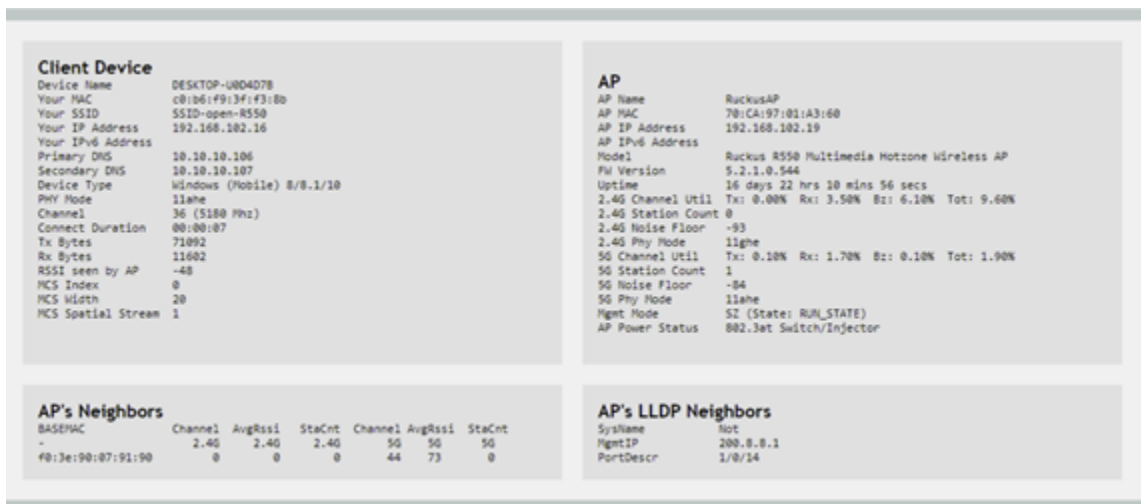 Client Device
Device Name DESKTOP-U0D4D7B
Your MAC c0:b6:f9:3f:f3:8b
Your SSID SSID-open-R550
Your IP Address 192.168.102.16
Your IPv6 Address
Primary DNS 10.10.10.106
Secondary DNS 10.10.10.107
Device Type Windows (Mobile) 8/8.1/10
PHY Mode 11ahe
Channel 36 (5180 Mhz)
Connect Duration 00:00:07
Tx Bytes 71092
Rx Bytes 11602
RSSI seen by AP -48
MCS Index 0
MCS Width 20
MCS Spatial Stream 1
AP
AP Name RuckusAP
AP MAC 70:CA:97:01:A3:60
AP IP Address 192.168.102.19
AP IPv6 Address
Model Ruckus R550 Multimedia Hotzone Wireless AP
FW Version 5.2.1.0.544
Uptime 16 days 22 hrs 10 mins 56 secs
2.4G Channel Util Tx: 0.00% Rx: 3.50% Bz: 6.10% Tot: 9.60%
2.4G Station Count 0
2.4G Noise Floor -93
2.4G Phy Mode 11ghe
5G Channel Util Tx: 0.10% Rx: 1.70% Bz: 0.10% Tot: 1.90%
5G Station Count 1
5G Noise Floor -84
5G Phy Mode 11ahe
Mgmt Mode SZ (State: RUN_STATE)
AP Power Status 802.3at Switch/Injector
AP's Neighbors
BASEMAC Channel AvgRssi StaCnt Channel AvgRssi StaCnt
- 2.4G 2.4G 2.4G 5G 5G 5G
f0:3e:90:07:91:90 0 0 0 44 73 0
AP's LLDP Neighbors
SysName Not
MgmtIP 200.8.8.1
PortDescr 1/0/14